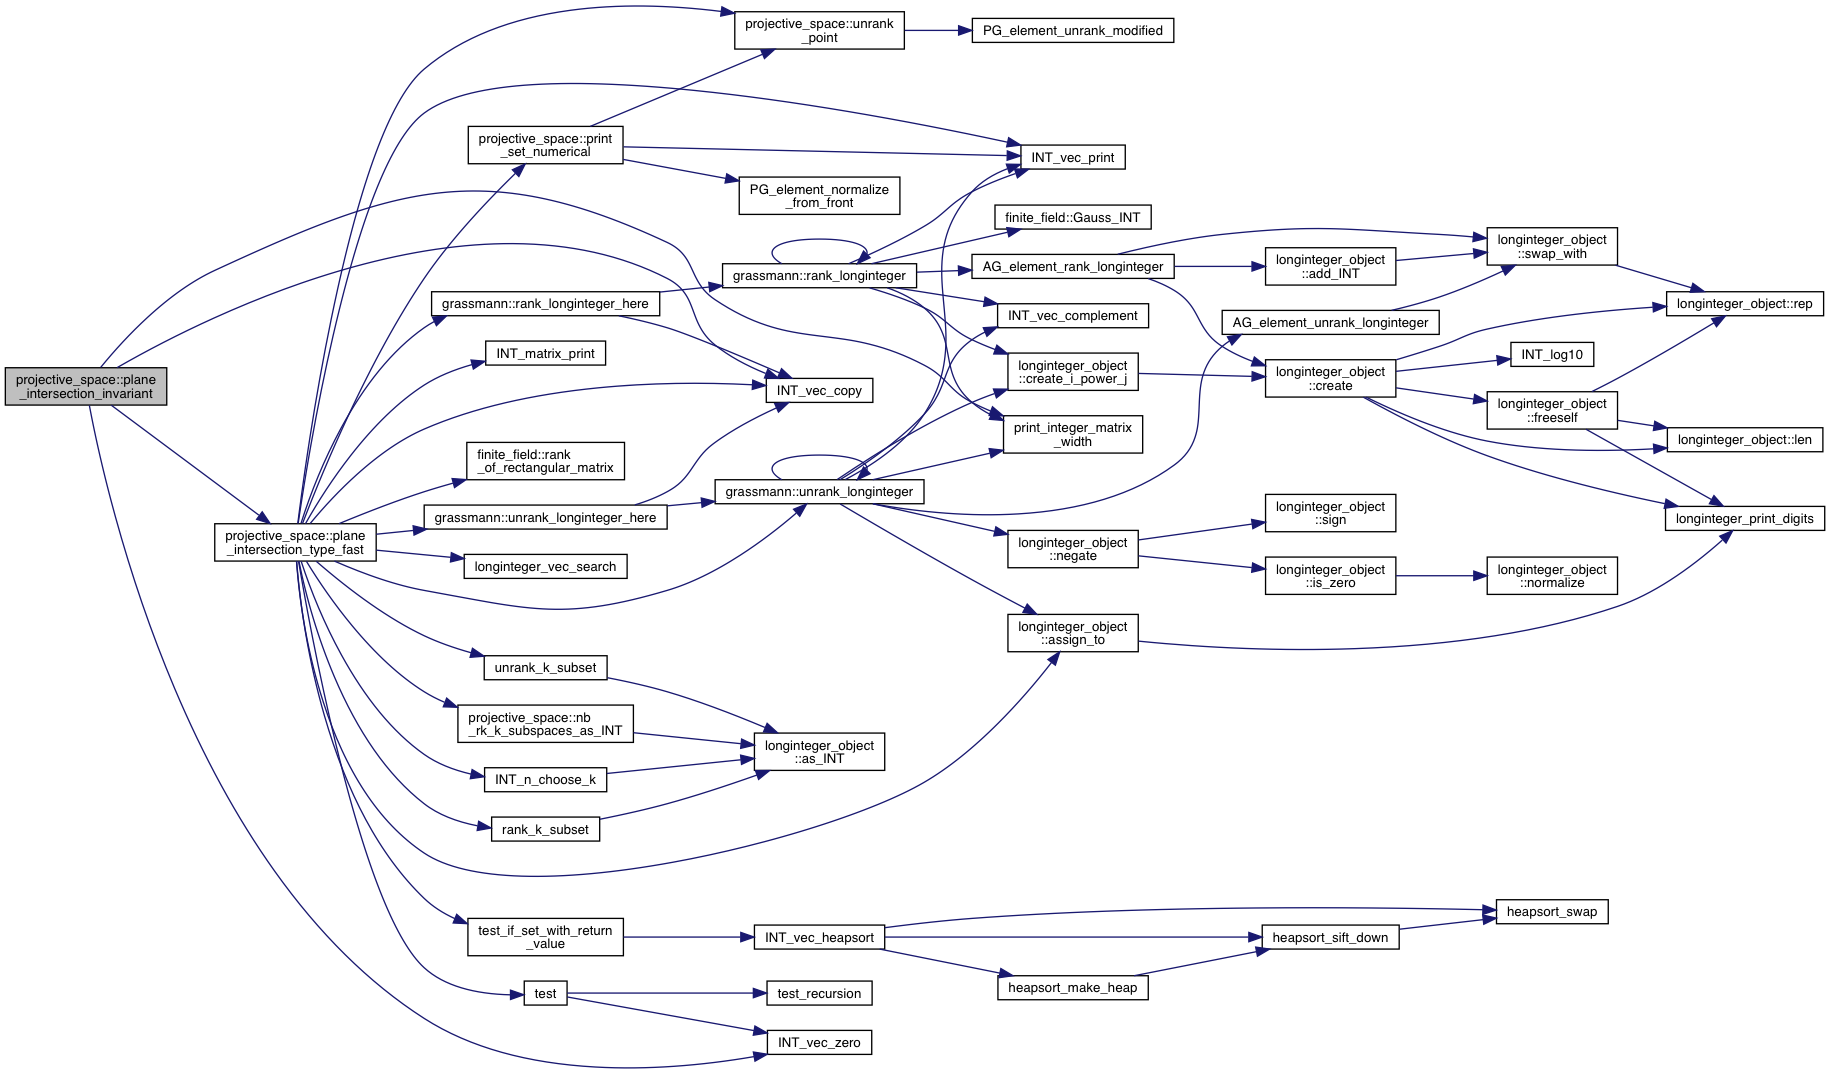 projective_space::plane
_intersection_invariant
projective_space::plane
_intersection_type_fast
projective_space::print
_set_numerical
grassmann::rank_longinteger_here
INT_matrix_print
finite_field::rank
_of_rectangular_matrix
grassmann::unrank_longinteger_here
longinteger_vec_search
unrank_k_subset
projective_space::nb
_rk_k_subspaces_as_INT
INT_n_choose_k
rank_k_subset
test_if_set_with_return
_value
test
projective_space::unrank
_point
PG_element_normalize
_from_front
grassmann::rank_longinteger
INT_vec_copy
grassmann::unrank_longinteger
longinteger_object
::as_INT
INT_vec_heapsort
test_recursion
INT_vec_zero
PG_element_unrank_modified
INT_vec_print
finite_field::Gauss_INT
AG_element_rank_longinteger
INT_vec_complement
longinteger_object
::create_i_power_j
print_integer_matrix
_width
longinteger_object
::negate
longinteger_object
::assign_to
heapsort_make_heap
longinteger_object
::add_INT
AG_element_unrank_longinteger
longinteger_object
::create
longinteger_object
::sign
longinteger_object
::is_zero
heapsort_sift_down
longinteger_object
::swap_with
INT_log10
longinteger_object
::freeself
longinteger_object
::normalize
heapsort_swap
longinteger_object::rep
longinteger_object::len
longinteger_print_digits